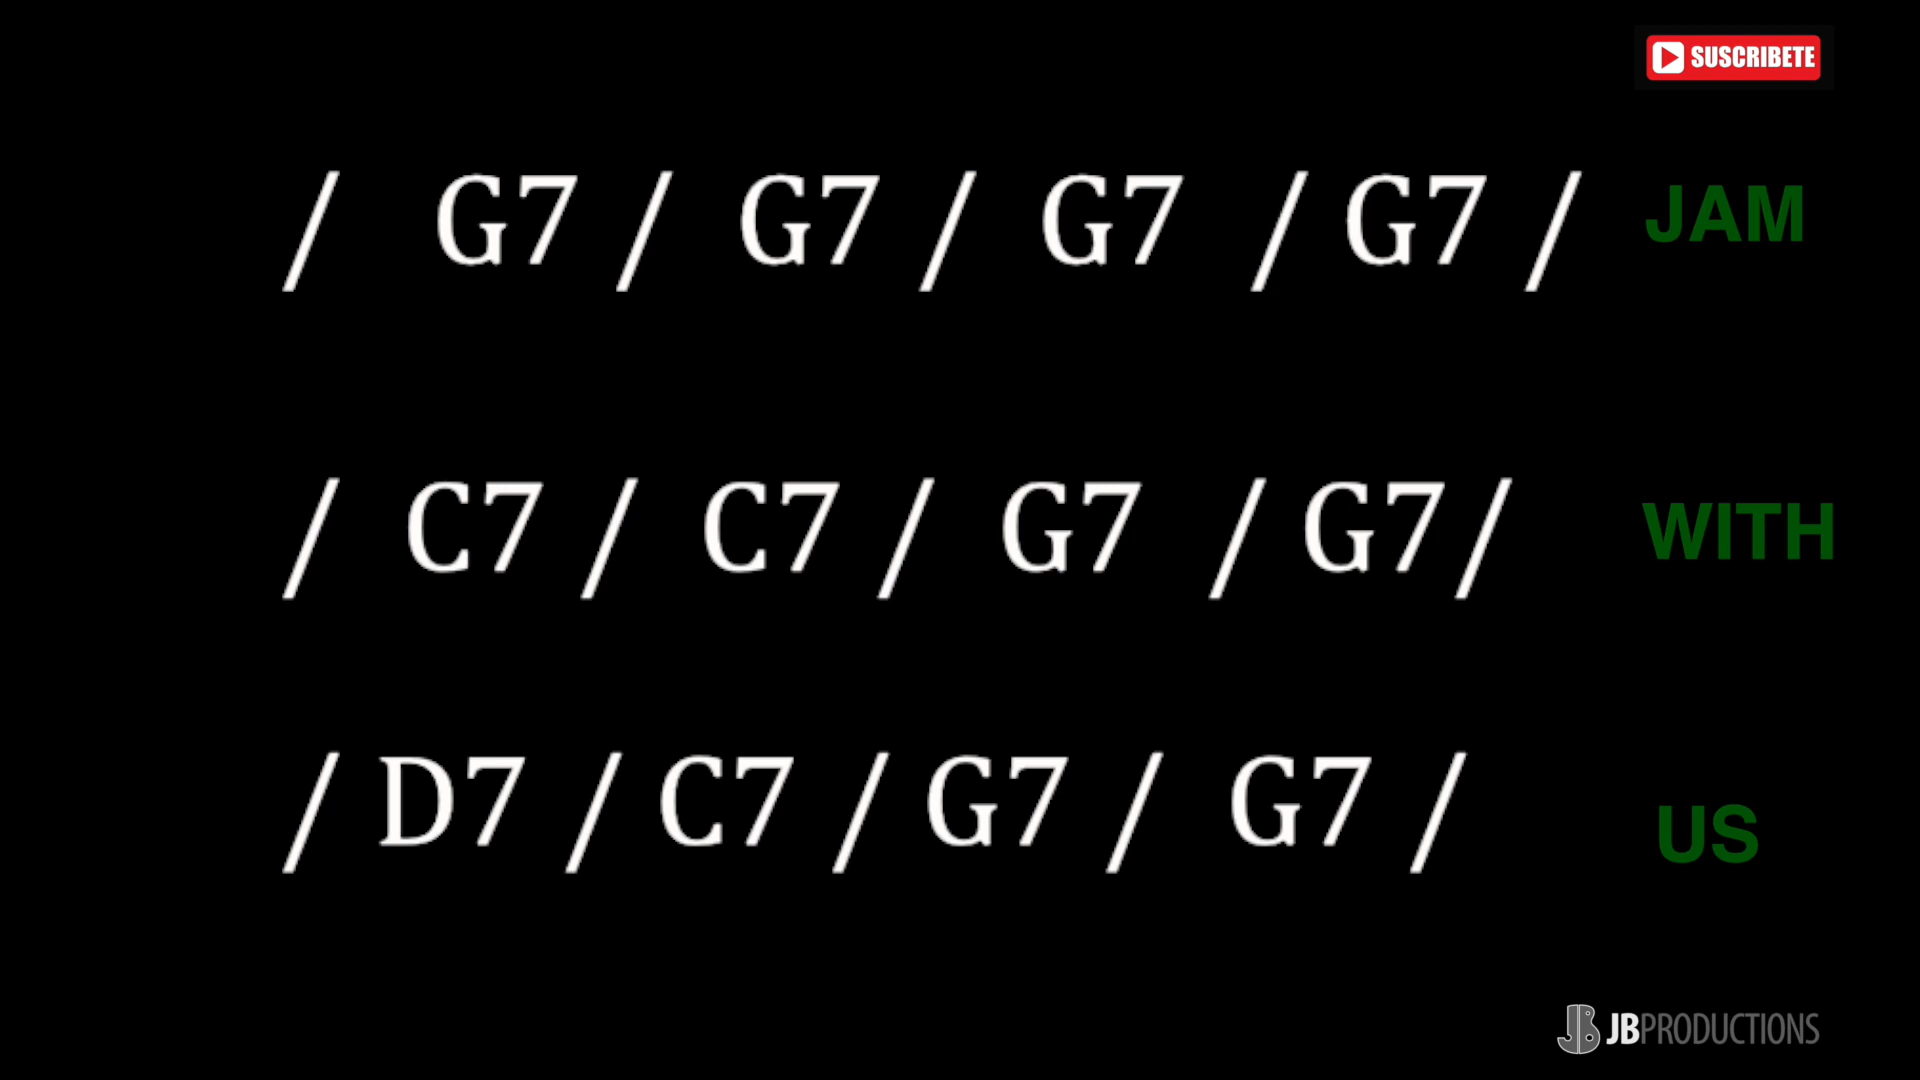 SUSCRIBETE
/ G7 / G7 / G7 / G7 / JAM
/ C7 / C7 / G7 / G7 / WITH
/ D7 / C7 / G7 / G7 / US
JBPRODUCTIONS